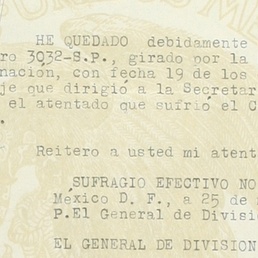 HE QUEDADO debidamente
ro 3032-S.P., girado por la
nación, con fecha 19 de los
je que dirigió a la Secretar
el atentado que sufrió el C
.
Reitero a usted mi atent
SUFRAGIO EFECTIVO NO
México D. F., a 25 de
P.El General de Divisi
EL GENERAL DE DIVISION